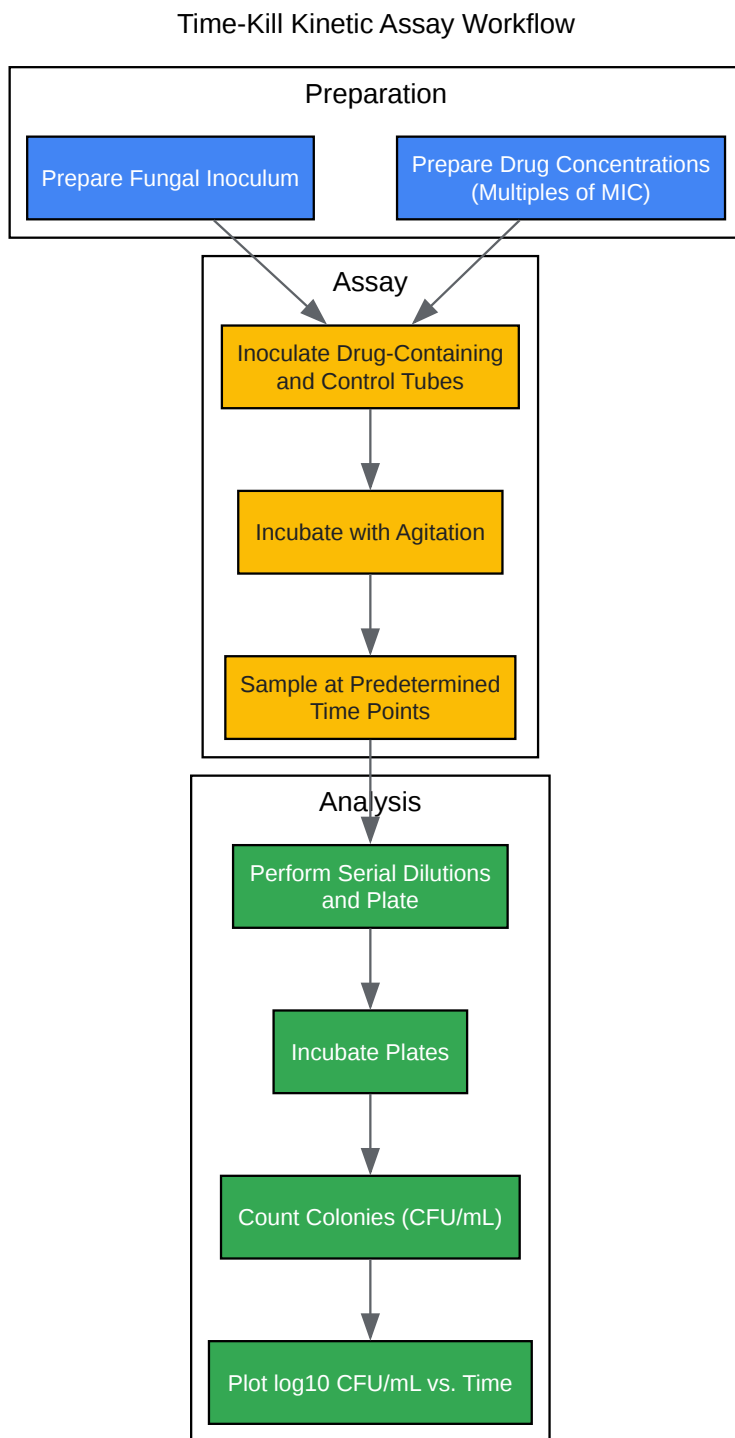 Time-Kill Kinetic Assay Workflow
Preparation
Prepare Fungal Inoculum
Prepare Drug Concentrations
(Multiples of MIC)
Assay
Inoculate Drug-Containing
and Control Tubes
Incubate with Agitation
Sample at Predetermined
Time Points
Analysis
Perform Serial Dilutions
and Plate
Incubate Plates
Count Colonies (CFU/mL)
Plot log10 CFU/mL vs. Time